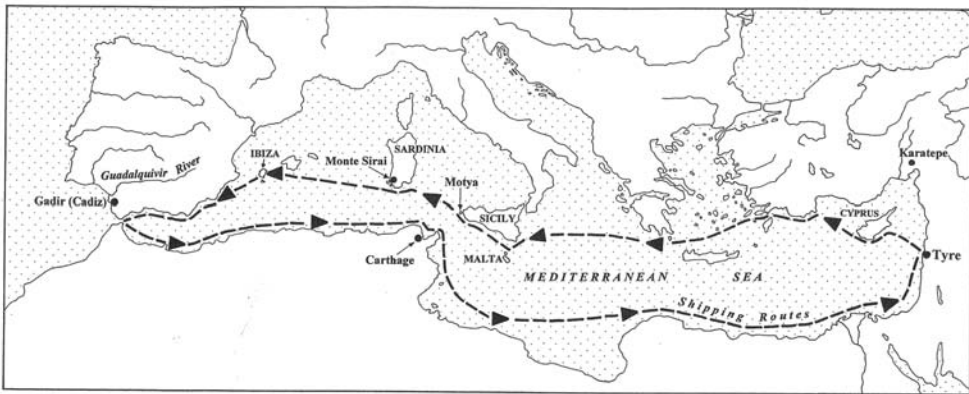 Guadalquivir River
Gadir (Cadiz)
IBIZA
Monte Sirai
SARDINIA
Motya
SICILY
MALTA
Carthage
MEDITERRANEAN SEA
Shipping Routes
CYPRUS
Karatepe
Tyre